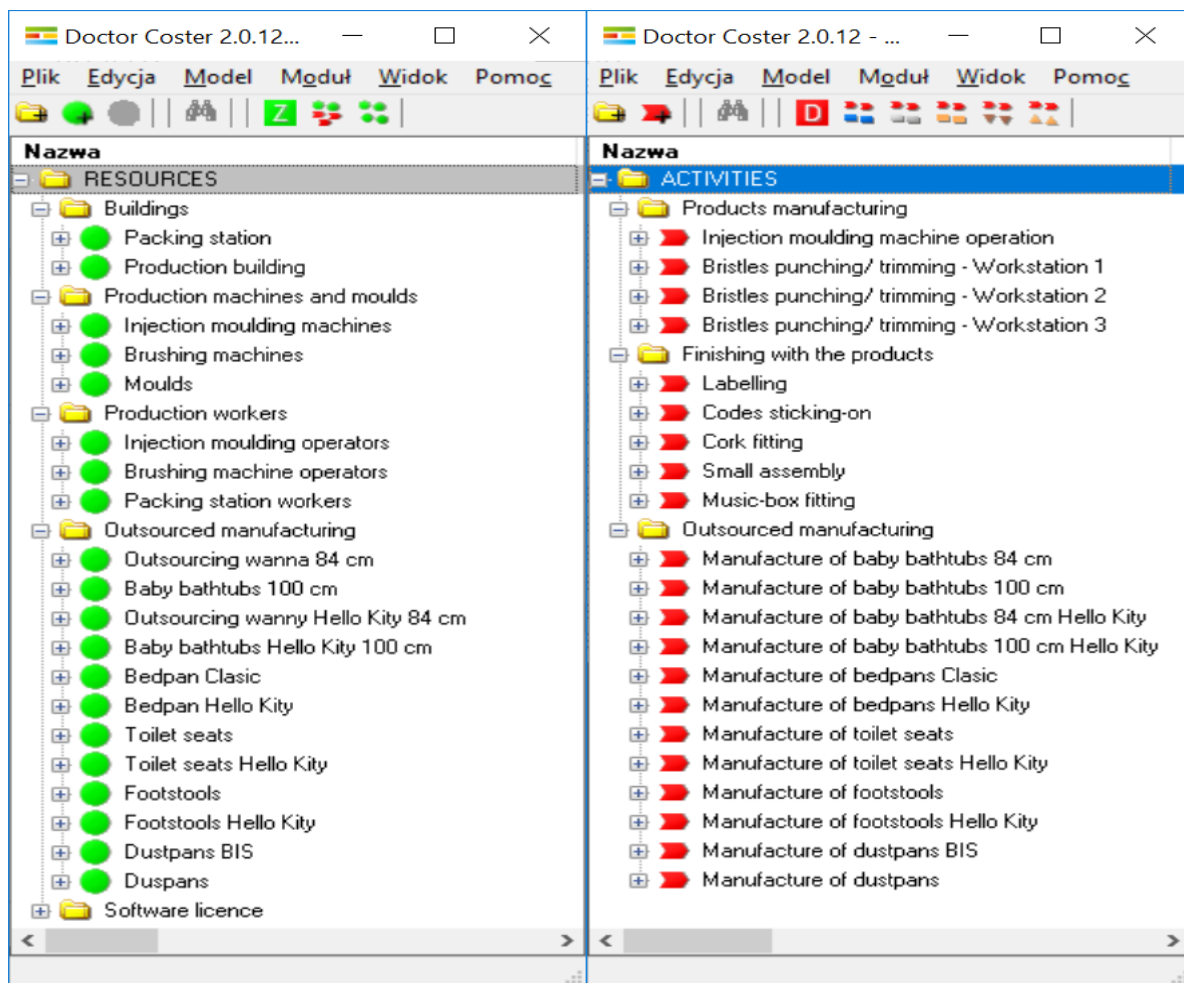 Doctor Coster 2.0.12...
Plik Edycja Model Moduł Widok Pomoc
Z
Nazwa
RESOURCES
Buildings
Packing station
Production building
Production machines and moulds
Injection moulding machines
Brushing machines
Moulds
Production workers
Injection moulding operators
Brushing machine operators
Packing station workers
Outsourced manufacturing
Outsourcing wanna 84 cm
Baby bathtubs 100 cm
Outsourcing wanny Hello Kity 84 cm
Baby bathtubs Hello Kity 100 cm
Bedpan Clasic
Bedpan Hello Kity
Toilet seats
Toilet seats Hello Kity
Footstools
Footstools Hello Kity
Dustpans BIS
Duspans
Software licence
Doctor Coster 2.0.12 - ...
Plik Edycja Model Moduł Widok Pomoc
D
Nazwa
ACTIVITIES
Products manufacturing
Injection moulding machine operation
Bristles punching/ trimming - Workstation 1
Bristles punching/ trimming - Workstation 2
Bristles punching/ trimming - Workstation 3
Finishing with the products
Labelling
Codes sticking-on
Cork fitting
Small assembly
Music-box fitting
Outsourced manufacturing
Manufacture of baby bathtubs 84 cm
Manufacture of baby bathtubs 100 cm
Manufacture of baby bathtubs 84 cm Hello Kity
Manufacture of baby bathtubs 100 cm Hello Kity
Manufacture of bedpans Clasic
Manufacture of bedpans Hello Kity
Manufacture of toilet seats
Manufacture of toilet seats Hello Kity
Manufacture of footstools
Manufacture of footstools Hello Kity
Manufacture of dustpans BIS
Manufacture of dustpans